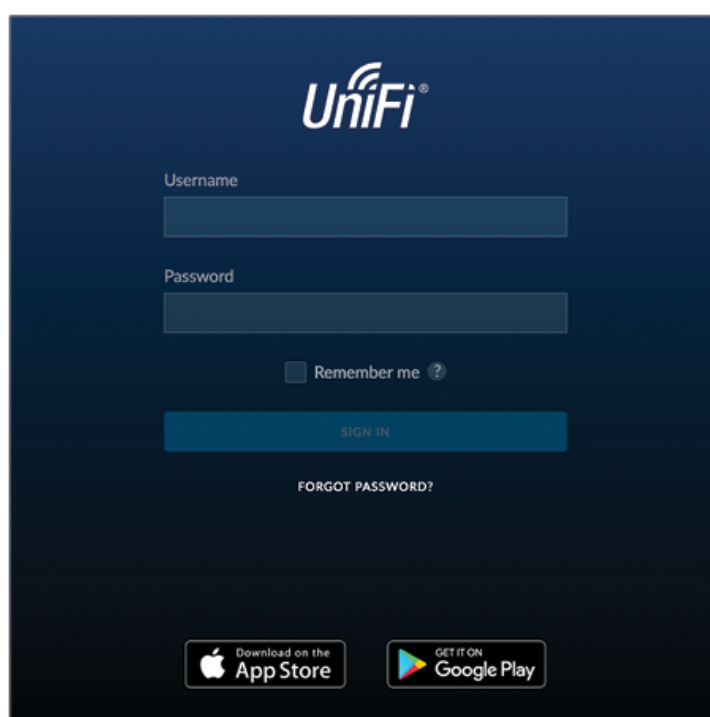 UniFi®
Username
Password
Remember me ?
SIGN IN
FORGOT PASSWORD?
Download on the
App Store
GET IT ON
Google Play